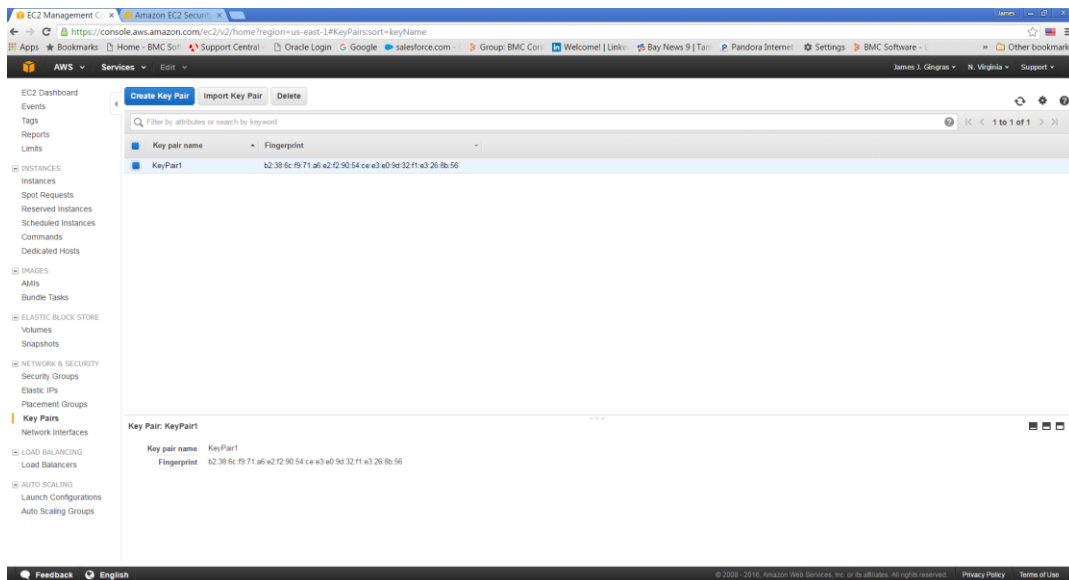 EC2 Management Co
Amazon EC2 Securit
James
https://console.aws.amazon.com/ec2/v2/home?region=us-east-1#KeyPairs:sort=keyName
Apps Bookmarks Home - BMC Soft Support Central - Oracle Login Google salesforce.com - Group: BMC Com Welcome! | Linke Bay News 9 | Tam Pandora Internet Settings BMC Software - » Other bookmark
AWS Services Edit James J. Gingras N. Virginia Support
EC2 Dashboard
Events
Tags
Reports
Limits
INSTANCES
Instances
Spot Requests
Reserved Instances
Scheduled Instances
Commands
Dedicated Hosts
IMAGES
AMIs
Bundle Tasks
ELASTIC BLOCK STORE
Volumes
Snapshots
NETWORK & SECURITY
Security Groups
Elastic IPs
Placement Groups
Key Pairs
Network Interfaces
LOAD BALANCING
Load Balancers
AUTO SCALING
Launch Configurations
Auto Scaling Groups
Create Key Pair Import Key Pair Delete
Filter by attributes or search by keyword 1 to 1 of 1
Key pair name Fingerprint
KeyPair1 b2:38:6c:f9:71:a6:e2:f2:90:54:ce:e3:e0:9d:32:f1:e3:26:8b:56
Key Pair: KeyPair1
Key pair name KeyPair1
Fingerprint b2:38:6c:f9:71:a6:e2:f2:90:54:ce:e3:e0:9d:32:f1:e3:26:8b:56
Feedback English © 2008 - 2016, Amazon Web Services, Inc. or its affiliates. All rights reserved. Privacy Policy Terms of Use